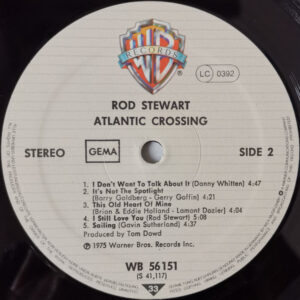 WB
RECORDS
LC 0392
ROD STEWART
ATLANTIC CROSSING
STEREO
GEMA
SIDE 2
1. I Don't Want To Talk About It (Danny Whitten) 4:47
2. It's Not The Spotlight
(Barry Goldberg - Gerry Goffin) 4:21
3. This Old Heart Of Mine
(Brian & Eddie Holland - Lamont Dozier) 4:04
4. I Still Love You (Rod Stewart) 5:08
5. Sailing (Gavin Sutherland) 4:37
Produced by Tom Dowd
℗ 1975 Warner Bros. Records Inc.
WB 56 151
(S 41,117)
33